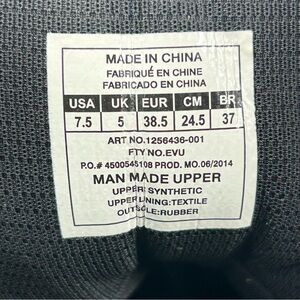 MADE IN CHINA
FABRIQUÉ EN CHINE
FABRICADO EN CHINA
USA UK EUR CM BR
7.5 5 38.5 24.5 37
ART NO.1256436-001
FTY NO.EVU
P.O.# 4500545108 PROD. MO.06/2014
MAN MADE UPPER
UPPER: SYNTHETIC
UPPER LINING:TEXTILE
OUTSOLE:RUBBER